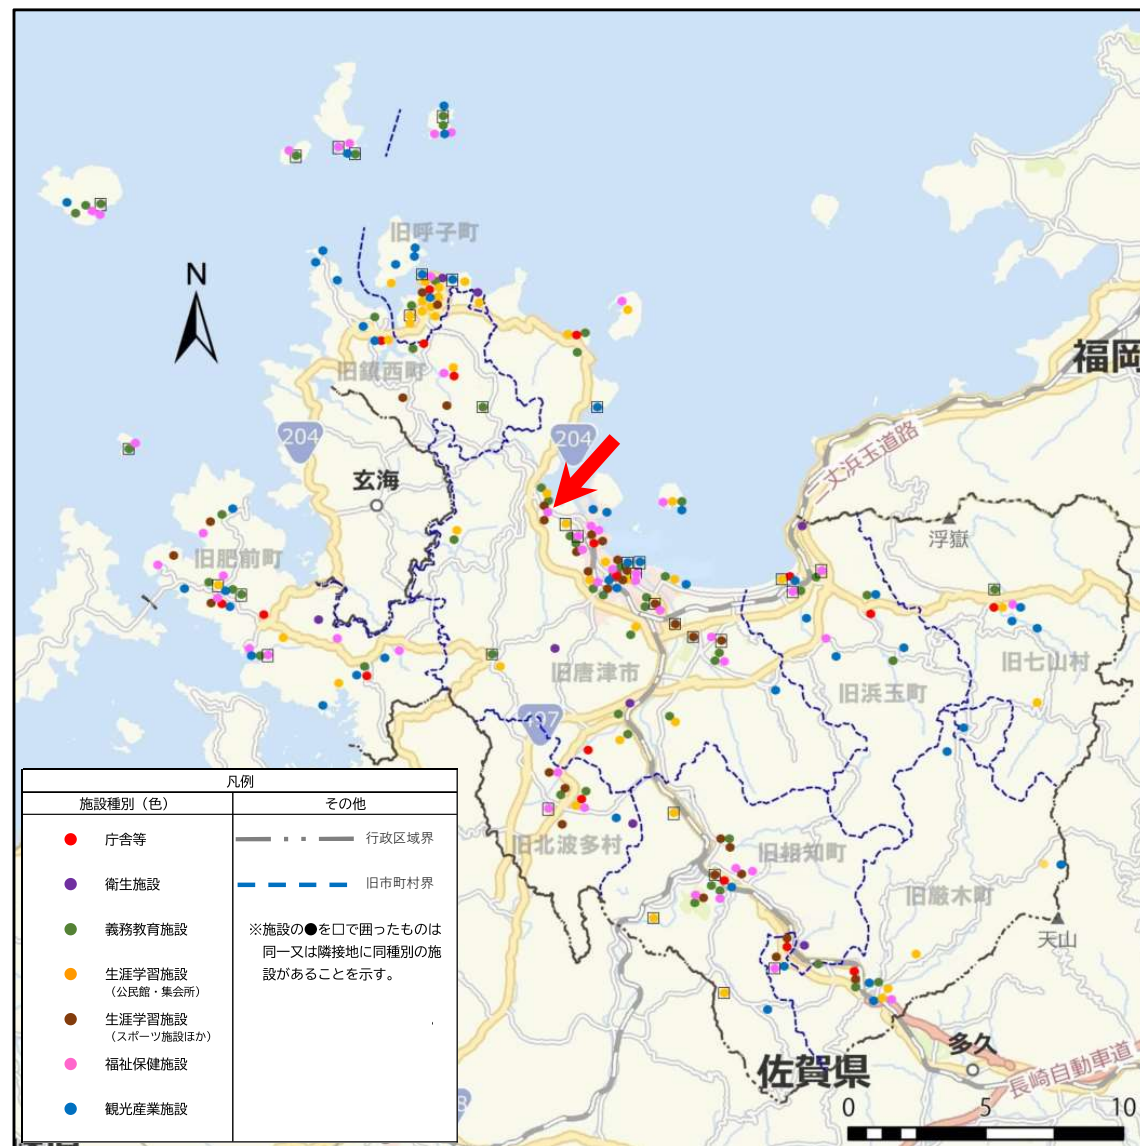 旧呼子町
N
福岡
旧鎮西町
204
204
丈浜玉道路
玄海
浮嶽
旧肥前町
旧唐津市
旧七山村
旧浜玉町
497
凡例
施設種別（色）
その他
庁舎等
行政区域界
衛生施設
旧市町村界
義務教育施設
※施設の●を□で囲ったものは
同一又は隣接地に同種別の施
設があることを示す。
生涯学習施設
（公民館・集会所）
生涯学習施設
（スポーツ施設ほか）
福祉保健施設
観光産業施設
旧北波多村
旧相知町
旧厳木町
天山
多久
佐賀県
長崎自動車道
0 5 10